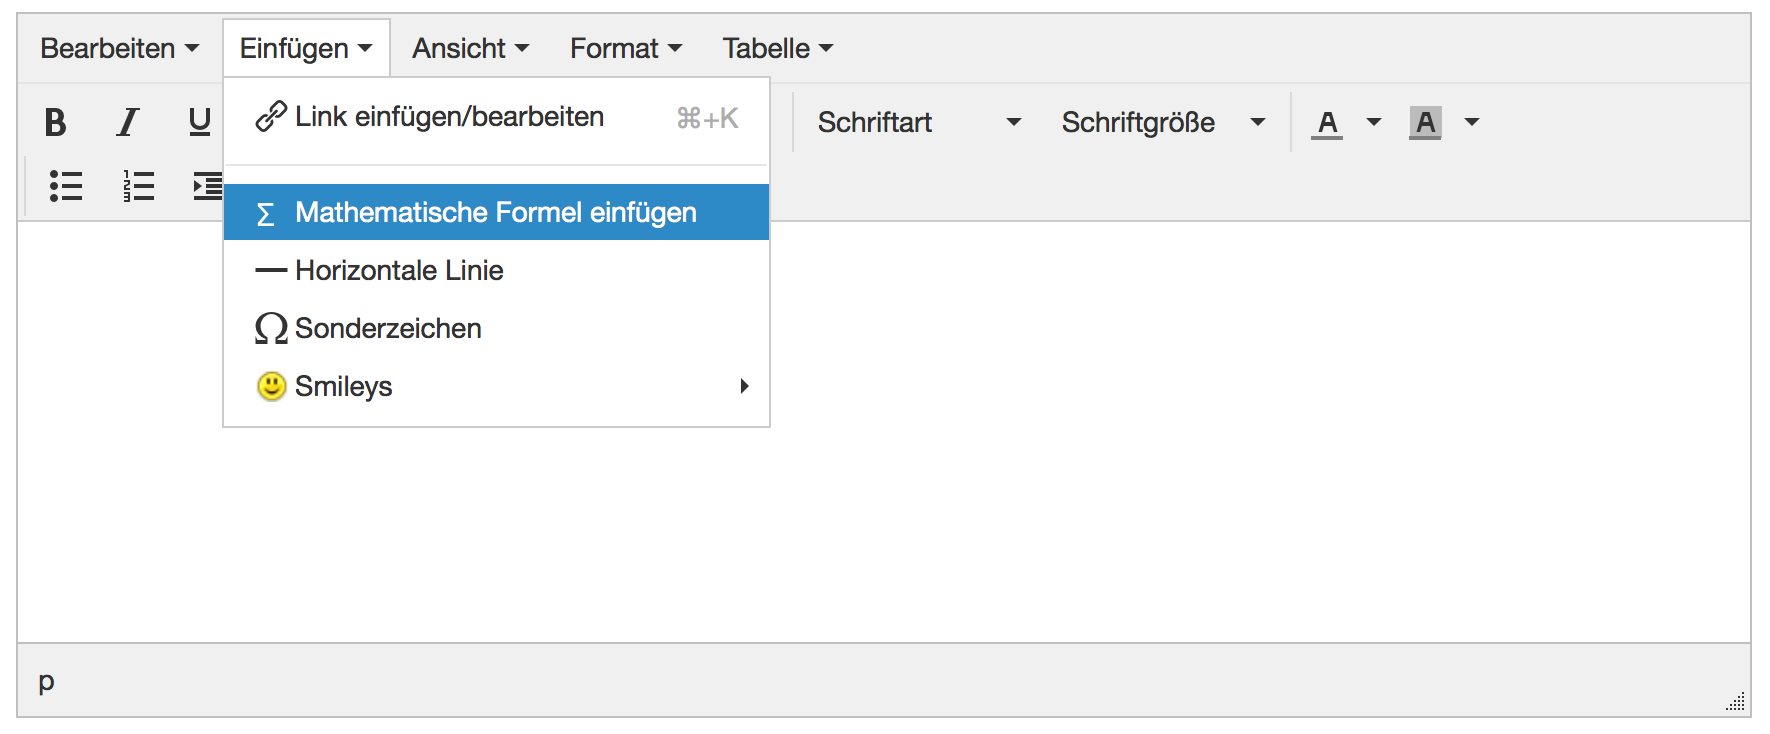 Bearbeiten Einfügen Ansicht Format Tabelle
Link einfügen/bearbeiten ⌘+K
B I U Schriftart Schriftgröße A A
Mathematische Formel einfügen
Horizontale Linie
Sonderzeichen
Smileys
p